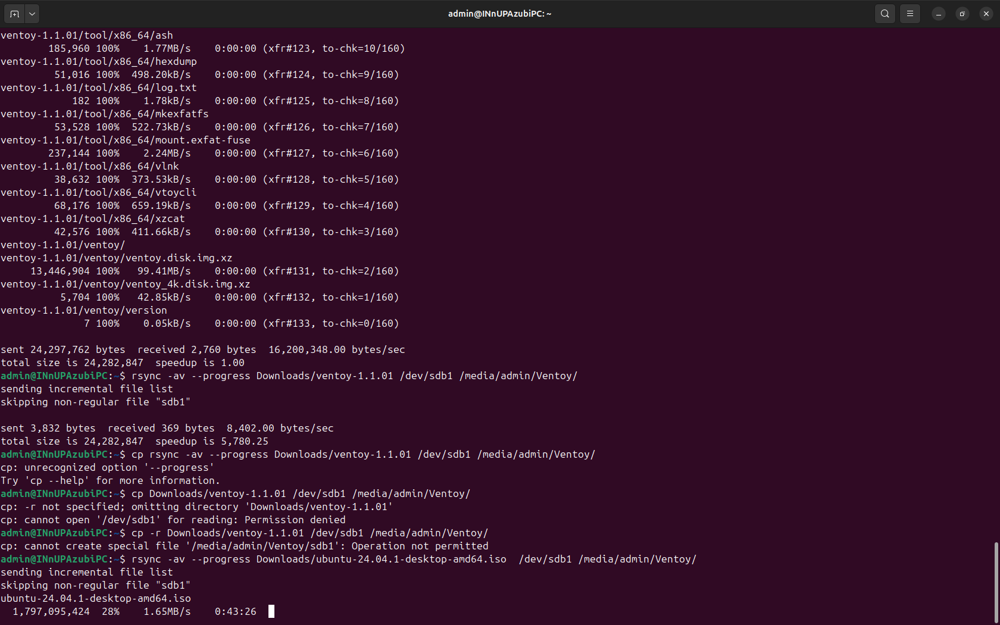 admin@INnUPAzubiPC: ~
ventoy-1.1.01/tool/x86_64/ash
        185,960 100%    1.77MB/s    0:00:00 (xfr#123, to-chk=10/160)
ventoy-1.1.01/tool/x86_64/hexdump
         51,016 100%  498.20kB/s    0:00:00 (xfr#124, to-chk=9/160)
ventoy-1.1.01/tool/x86_64/log.txt
            182 100%    1.78kB/s    0:00:00 (xfr#125, to-chk=8/160)
ventoy-1.1.01/tool/x86_64/mkexfatfs
         53,528 100%  522.73kB/s    0:00:00 (xfr#126, to-chk=7/160)
ventoy-1.1.01/tool/x86_64/mount.exfat-fuse
        237,144 100%    2.24MB/s    0:00:00 (xfr#127, to-chk=6/160)
ventoy-1.1.01/tool/x86_64/vlnk
         38,632 100%  373.53kB/s    0:00:00 (xfr#128, to-chk=5/160)
ventoy-1.1.01/tool/x86_64/vtoycli
         68,176 100%  659.19kB/s    0:00:00 (xfr#129, to-chk=4/160)
ventoy-1.1.01/tool/x86_64/xzcat
         42,576 100%  411.66kB/s    0:00:00 (xfr#130, to-chk=3/160)
ventoy-1.1.01/ventoy/
ventoy-1.1.01/ventoy/ventoy.disk.img.xz
     13,446,904 100%   99.41MB/s    0:00:00 (xfr#131, to-chk=2/160)
ventoy-1.1.01/ventoy/ventoy_4k.disk.img.xz
          5,704 100%   42.85kB/s    0:00:00 (xfr#132, to-chk=1/160)
ventoy-1.1.01/ventoy/version
              7 100%    0.05kB/s    0:00:00 (xfr#133, to-chk=0/160)

sent 24,297,762 bytes  received 2,760 bytes  16,200,348.00 bytes/sec
total size is 24,282,847  speedup is 1.00
admin@INnUPAzubiPC:~$ rsync -av --progress Downloads/ventoy-1.1.01 /dev/sdb1 /media/admin/Ventoy/
sending incremental file list
skipping non-regular file "sdb1"

sent 3,832 bytes  received 369 bytes  8,402.00 bytes/sec
total size is 24,282,847  speedup is 5,780.25
admin@INnUPAzubiPC:~$ cp rsync -av --progress Downloads/ventoy-1.1.01 /dev/sdb1 /media/admin/Ventoy/
cp: unrecognized option '--progress'
Try 'cp --help' for more information.
admin@INnUPAzubiPC:~$ cp Downloads/ventoy-1.1.01 /dev/sdb1 /media/admin/Ventoy/
cp: -r not specified; omitting directory 'Downloads/ventoy-1.1.01'
cp: cannot open '/dev/sdb1' for reading: Permission denied
admin@INnUPAzubiPC:~$ cp -r Downloads/ventoy-1.1.01 /dev/sdb1 /media/admin/Ventoy/
cp: cannot create special file '/media/admin/Ventoy/sdb1': Operation not permitted
admin@INnUPAzubiPC:~$ rsync -av --progress Downloads/ubuntu-24.04.1-desktop-amd64.iso  /dev/sdb1 /media/admin/Ventoy/
sending incremental file list
skipping non-regular file "sdb1"
ubuntu-24.04.1-desktop-amd64.iso
  1,797,095,424  28%    1.65MB/s    0:43:26